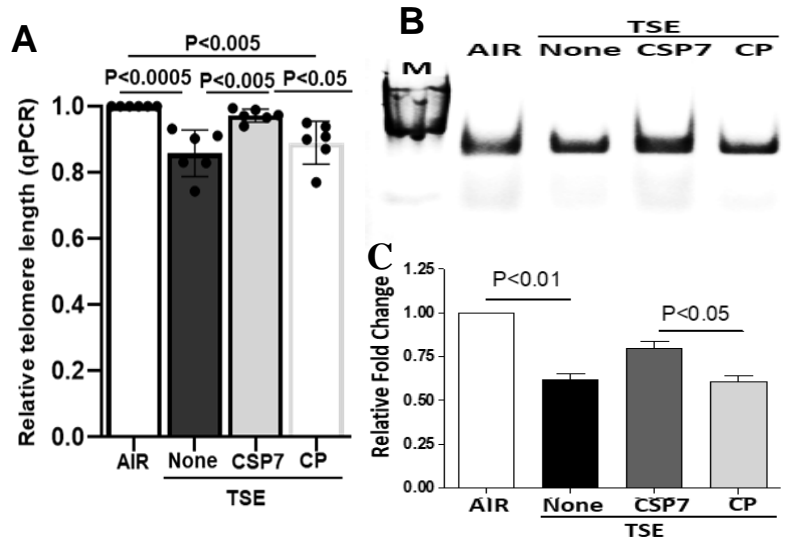 A
P<0.005
P<0.0005 P<0.005 P<0.05
Relative telomere length (qPCR)
1.0
0.8
0.6
0.4
0.2
0.0
AIR None CSP7 CP
TSE
B
TSE
M AIR None CSP7 CP
C
Relative Fold Change
1.25
1.00
0.75
0.50
0.25
0.00
P<0.01
P<0.05
AIR None CSP7 CP
TSE